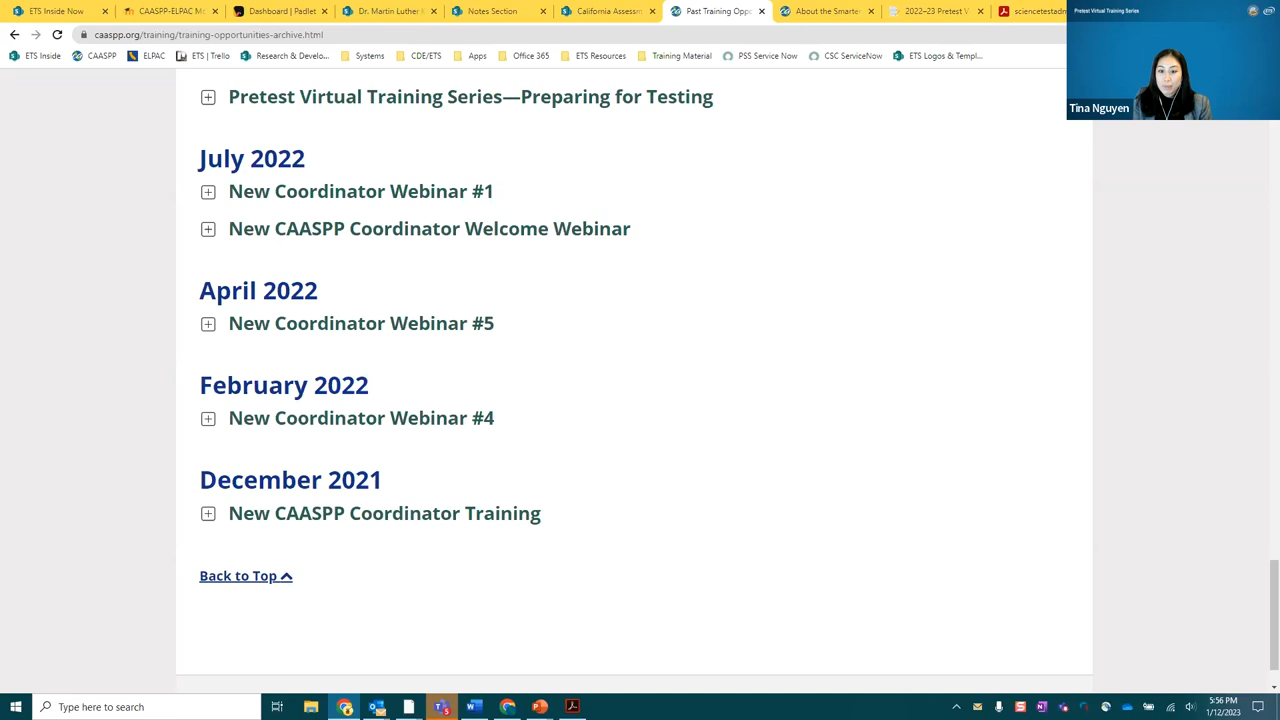 ETS Inside Now
CAASPP-ELPAC Mo
Dashboard | Padlet
Dr. Martin Luther
Notes Section
California Assessm
Past Training Oppo
About the Smarte
2022–23 Pretest V
sciencetestadn
Pretest Virtual Training Series
caaspp.org/training/training-opportunities-archive.html
ETS Inside
CAASPP
ELPAC
ETS | Trello
Research & Develo...
Systems
CDE/ETS
Apps
Office 365
ETS Resources
Training Material
PSS Service Now
CSC ServiceNow
ETS Logos & Templ...
Tina Nguyen
Pretest Virtual Training Series—Preparing for Testing
July 2022
New Coordinator Webinar #1
New CAASPP Coordinator Welcome Webinar
April 2022
New Coordinator Webinar #5
February 2022
New Coordinator Webinar #4
December 2021
New CAASPP Coordinator Training
Back to Top
Type here to search
5:56 PM
1/12/2023